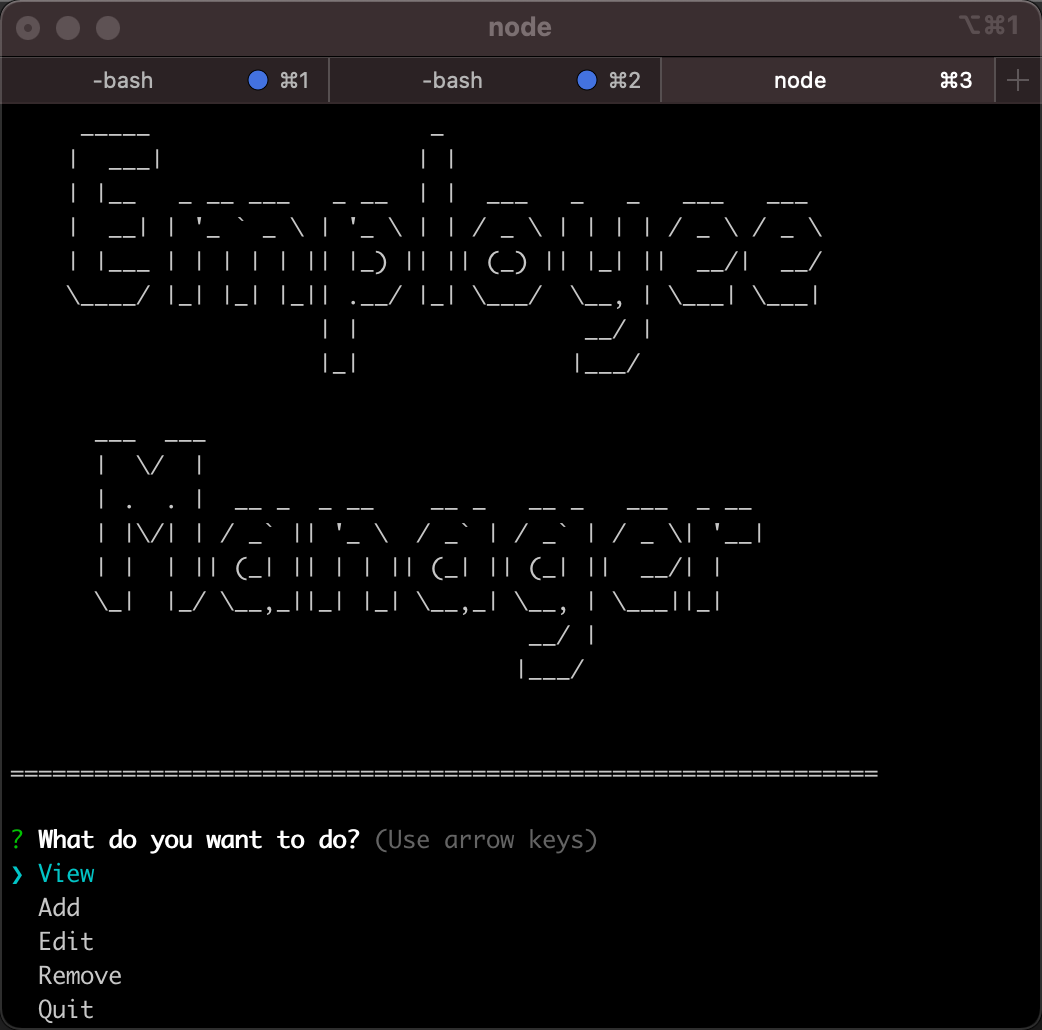 node ⌥⌘1
-bash ⌘1 -bash ⌘2 node ⌘3 +
Employee
Manager
==============================================================
? What do you want to do? (Use arrow keys)
❯ View
Add
Edit
Remove
Quit